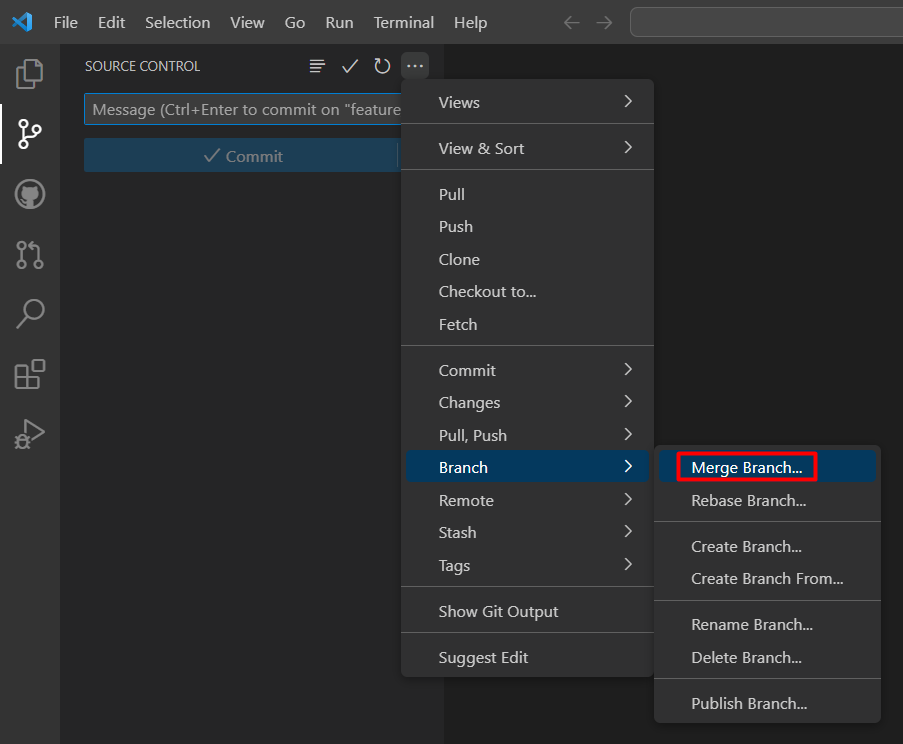 File Edit Selection View Go Run Terminal Help
SOURCE CONTROL
Message (Ctrl+Enter to commit on "feature
Commit
Views
View & Sort
Pull
Push
Clone
Checkout to...
Fetch
Commit
Changes
Pull, Push
Branch
Remote
Stash
Tags
Show Git Output
Suggest Edit
Merge Branch...
Rebase Branch...
Create Branch...
Create Branch From...
Rename Branch...
Delete Branch...
Publish Branch...